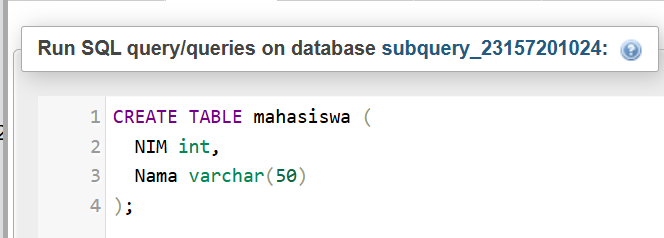 Run SQL query/queries on database subquery_23157201024:
1 CREATE TABLE mahasiswa (
2 NIM int,
3 Nama varchar(50)
4 );